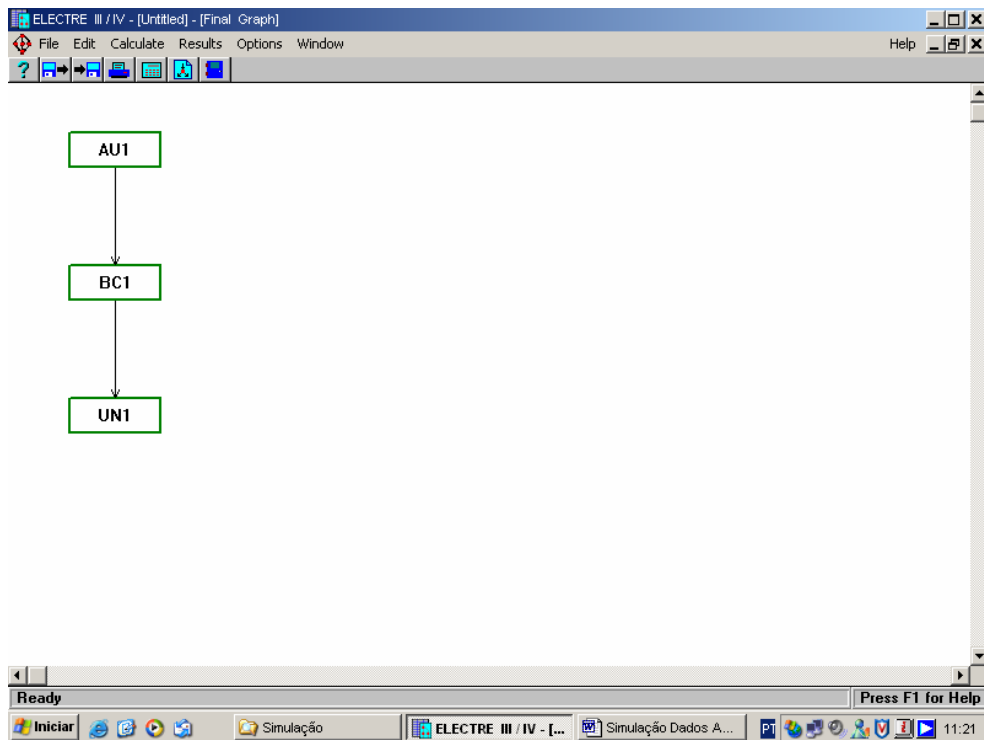 ELECTRE III / IV - [Untitled] - [Final Graph]
File Edit Calculate Results Options Window Help
?
AU1
BC1
UN1
Ready Press F1 for Help
Iniciar Simulação ELECTRE III / IV - [... Simulação Dados A... PT 11:21